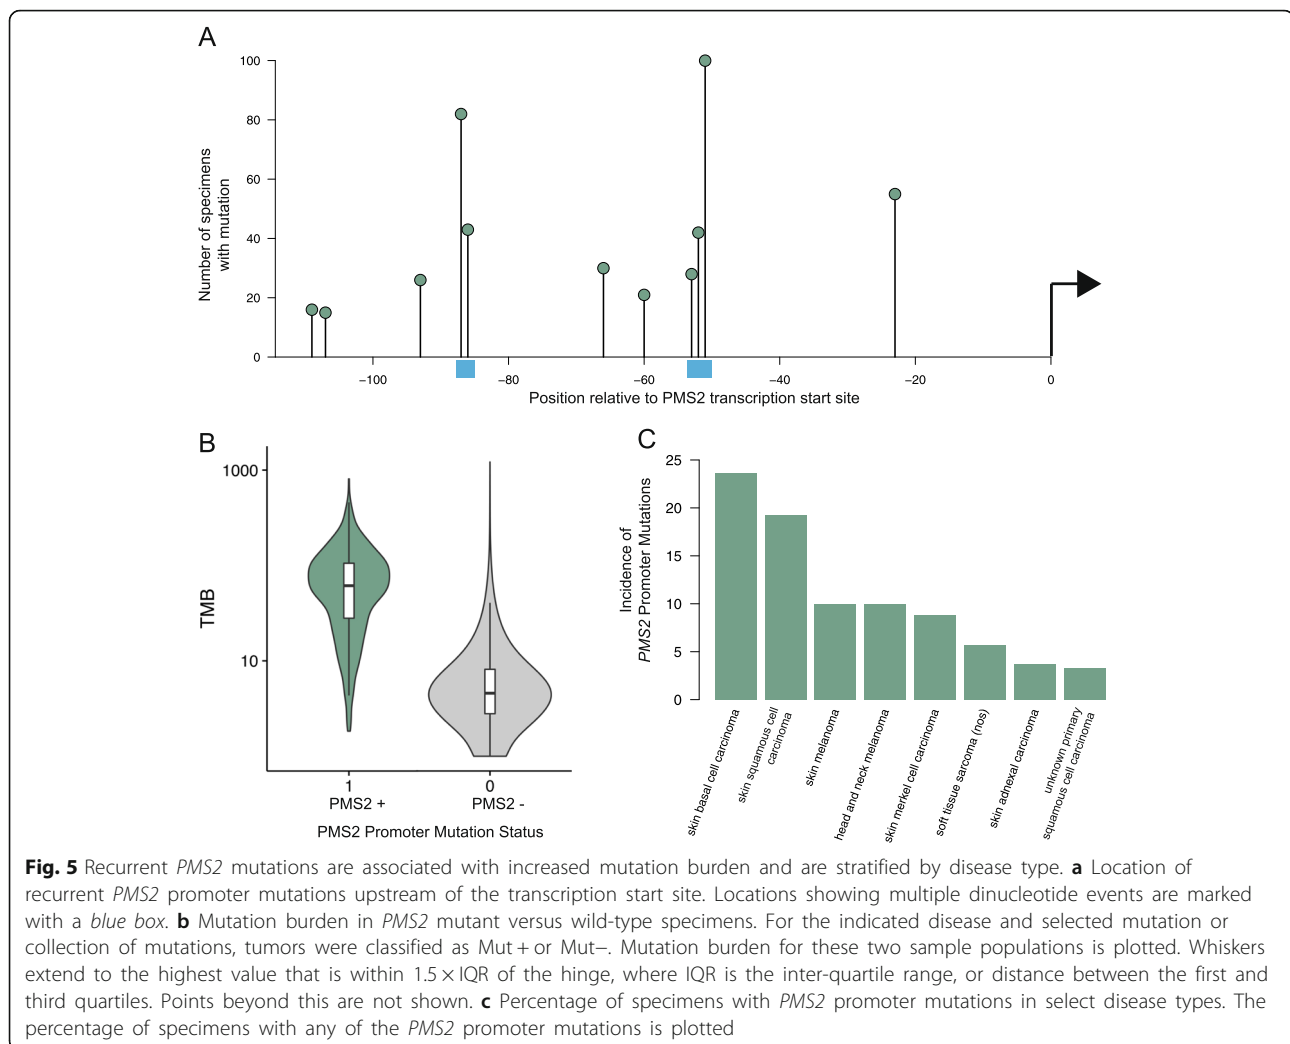 A
100
80
60
40
20
0
Number of specimens
with mutation
−100
−80
−60
−40
−20
0
Position relative to PMS2 transcription start site
B
1000
10
TMB
1
0
PMS2 +
PMS2 -
PMS2 Promoter Mutation Status
C
25
20
15
10
5
0
Incidence of
PMS2 Promoter Mutations
skin basal cell carcinoma
skin squamous cell
carcinoma
skin melanoma
head and neck melanoma
skin merkel cell carcinoma
soft tissue sarcoma (nos)
skin adnexal carcinoma
unknown primary
squamous cell carcinoma
Fig. 5 Recurrent PMS2 mutations are associated with increased mutation burden and are stratified by disease type. a Location of
recurrent PMS2 promoter mutations upstream of the transcription start site. Locations showing multiple dinucleotide events are marked
with a blue box. b Mutation burden in PMS2 mutant versus wild-type specimens. For the indicated disease and selected mutation or
collection of mutations, tumors were classified as Mut + or Mut−. Mutation burden for these two sample populations is plotted. Whiskers
extend to the highest value that is within 1.5 × IQR of the hinge, where IQR is the inter-quartile range, or distance between the first and
third quartiles. Points beyond this are not shown. c Percentage of specimens with PMS2 promoter mutations in select disease types. The
percentage of specimens with any of the PMS2 promoter mutations is plotted